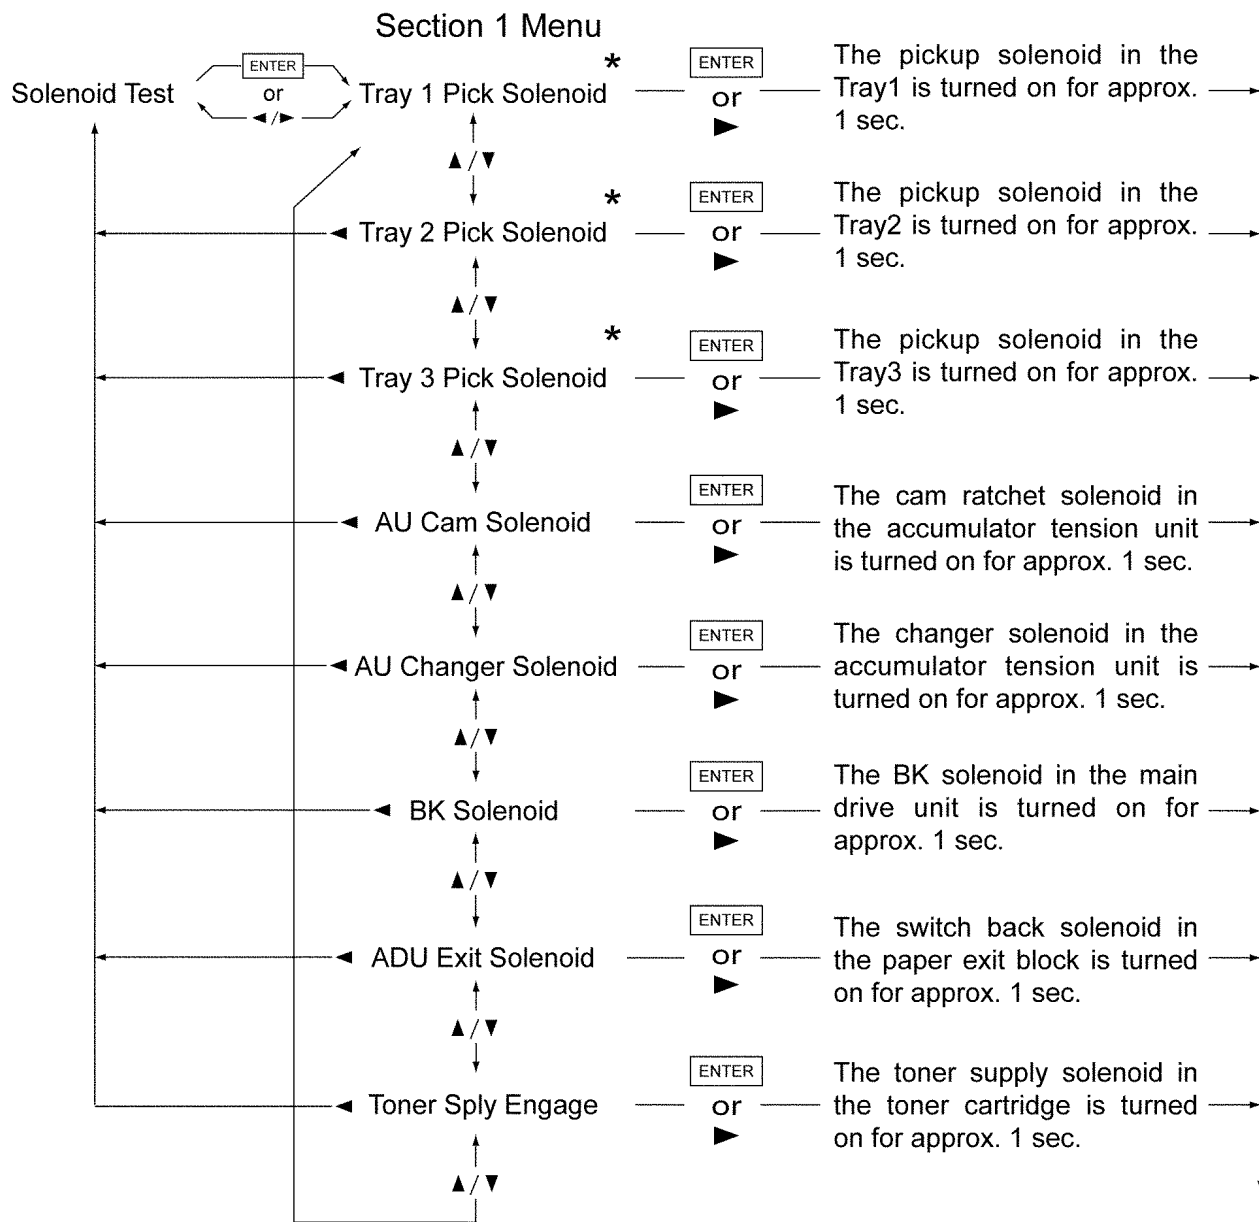 Section 1 Menu
Solenoid Test
ENTER
or
◄/►
Tray 1 Pick Solenoid
*
ENTER
or
►
The pickup solenoid in the
Tray1 is turned on for approx.
1 sec.
▲/▼
Tray 2 Pick Solenoid
*
ENTER
or
►
The pickup solenoid in the
Tray2 is turned on for approx.
1 sec.
▲/▼
Tray 3 Pick Solenoid
*
ENTER
or
►
The pickup solenoid in the
Tray3 is turned on for approx.
1 sec.
▲/▼
AU Cam Solenoid
ENTER
or
►
The cam ratchet solenoid in
the accumulator tension unit
is turned on for approx. 1 sec.
▲/▼
AU Changer Solenoid
ENTER
or
►
The changer solenoid in the
accumulator tension unit is
turned on for approx. 1 sec.
▲/▼
BK Solenoid
ENTER
or
►
The BK solenoid in the main
drive unit is turned on for
approx. 1 sec.
▲/▼
ADU Exit Solenoid
ENTER
or
►
The switch back solenoid in
the paper exit block is turned
on for approx. 1 sec.
▲/▼
Toner Sply Engage
ENTER
or
►
The toner supply solenoid in
the toner cartridge is turned
on for approx. 1 sec.
▲/▼